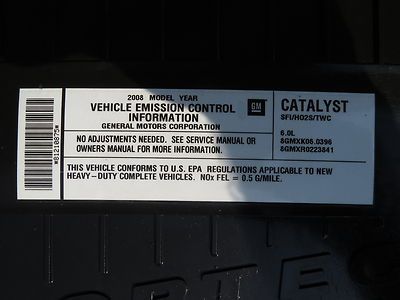 2008 MODEL YEAR
VEHICLE EMISSION CONTROL
INFORMATION
GENERAL MOTORS CORPORATION
GM
CATALYST
SFI/HO2S/TWC
6.0L
8GMXK06.0396
8GMXR0223841
NO ADJUSTMENTS NEEDED. SEE SERVICE MANUAL OR
OWNERS MANUAL FOR MORE INFORMATION.
THIS VEHICLE CONFORMS TO U.S. EPA REGULATIONS APPLICABLE TO NEW
HEAVY-DUTY COMPLETE VEHICLES. NOx FEL = 0.5 G/MILE.
*81210875*